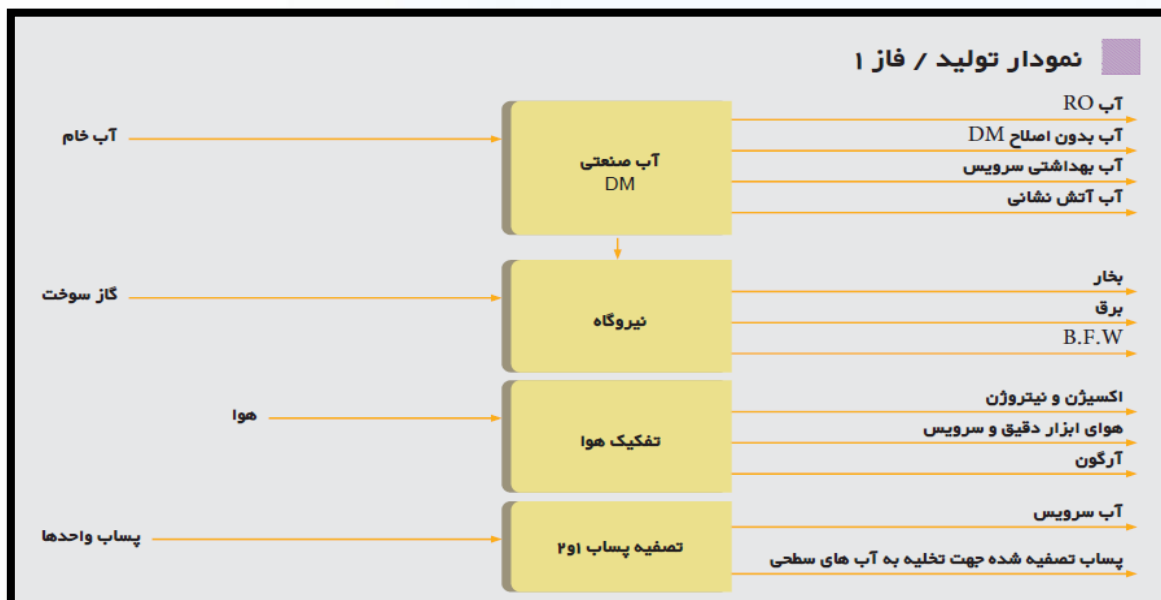 نمودار تولید / فاز ۱
آب خام
آب صنعتی
DM
آب RO
آب بدون اصلاح DM
آب بهداشتی سرویس
آب آتش نشانی
گاز سوخت
نیروگاه
بخار
برق
B.F.W
هوا
تفکیک هوا
اکسیژن و نیتروژن
هوای ابزار دقیق و سرویس
آرگون
پساب واحدها
تصفیه پساب ۱و۲
آب سرویس
پساب تصفیه شده جهت تخلیه به آب های سطحی